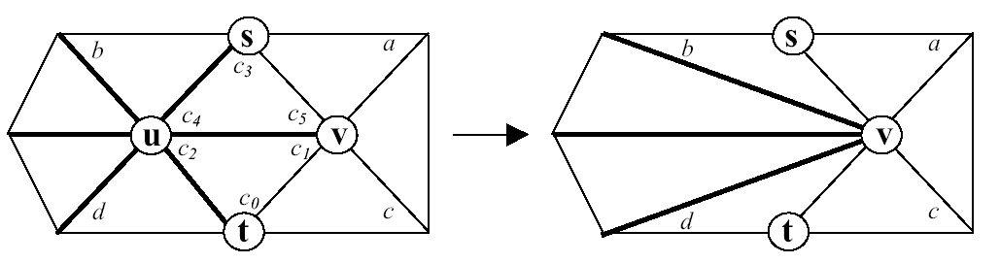 s s
b a b a
c3
c4 c5
u v v
c2 c1
c0
d c d c
t t